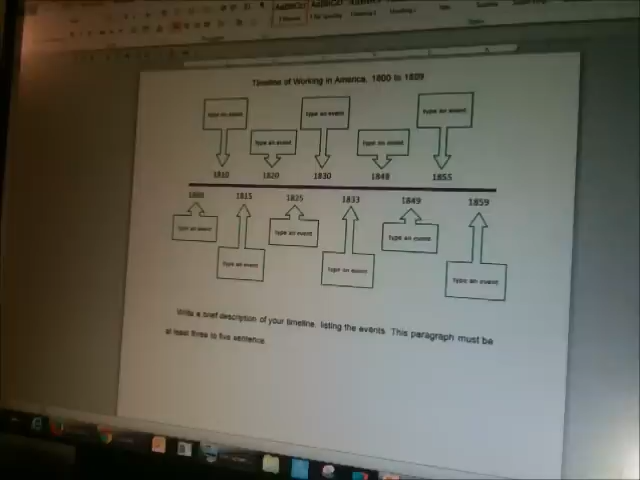 AaBbCcI AaBbCcI
Timeline of Working in America, 1800 to 1899
type an event
type an event
type an event
type an event
type an event
1810 1820 1830 1848 1855
1800 1815 1825 1833 1849 1859
type an event
type an event
type an event
type an event
type an event
type an event
Write a brief description of your timeline, listing the events. This paragraph must be
at least three to five sentence